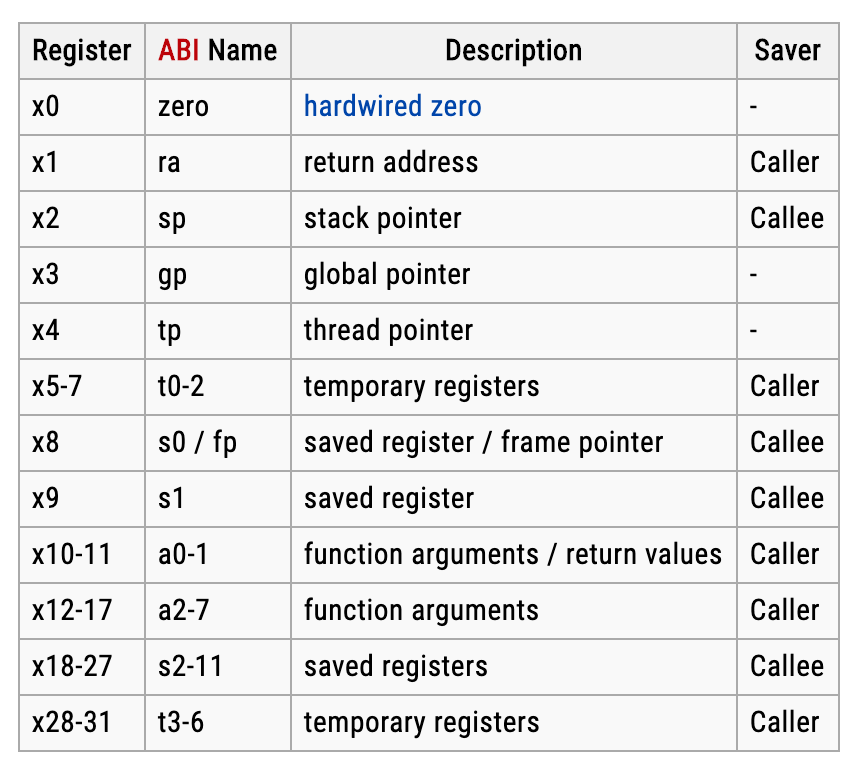 Register ABI Name Description Saver
x0 zero hardwired zero -
x1 ra return address Caller
x2 sp stack pointer Callee
x3 gp global pointer -
x4 tp thread pointer -
x5-7 t0-2 temporary registers Caller
x8 s0 / fp saved register / frame pointer Callee
x9 s1 saved register Callee
x10-11 a0-1 function arguments / return values Caller
x12-17 a2-7 function arguments Caller
x18-27 s2-11 saved registers Callee
x28-31 t3-6 temporary registers Caller